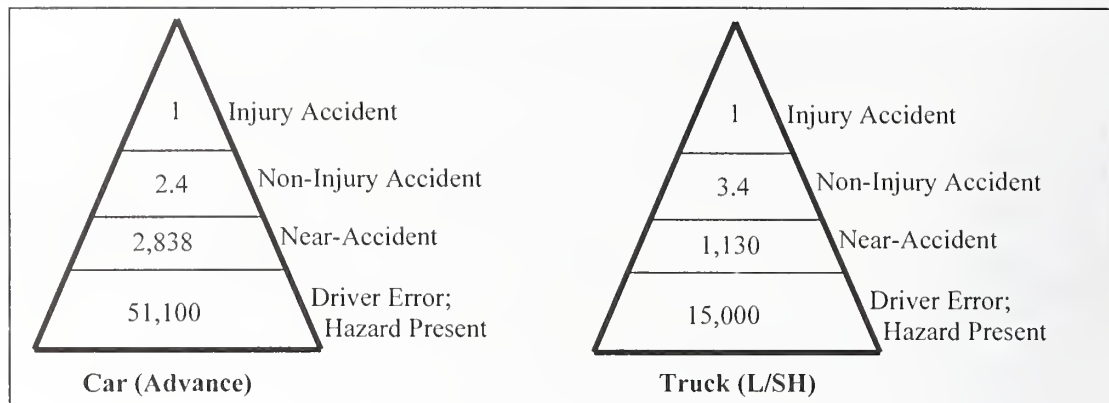 1
Injury Accident
2.4
Non-Injury Accident
2,838
Near-Accident
51,100
Driver Error;
Hazard Present
Car (Advance)
1
Injury Accident
3.4
Non-Injury Accident
1,130
Near-Accident
15,000
Driver Error;
Hazard Present
Truck (L/SH)